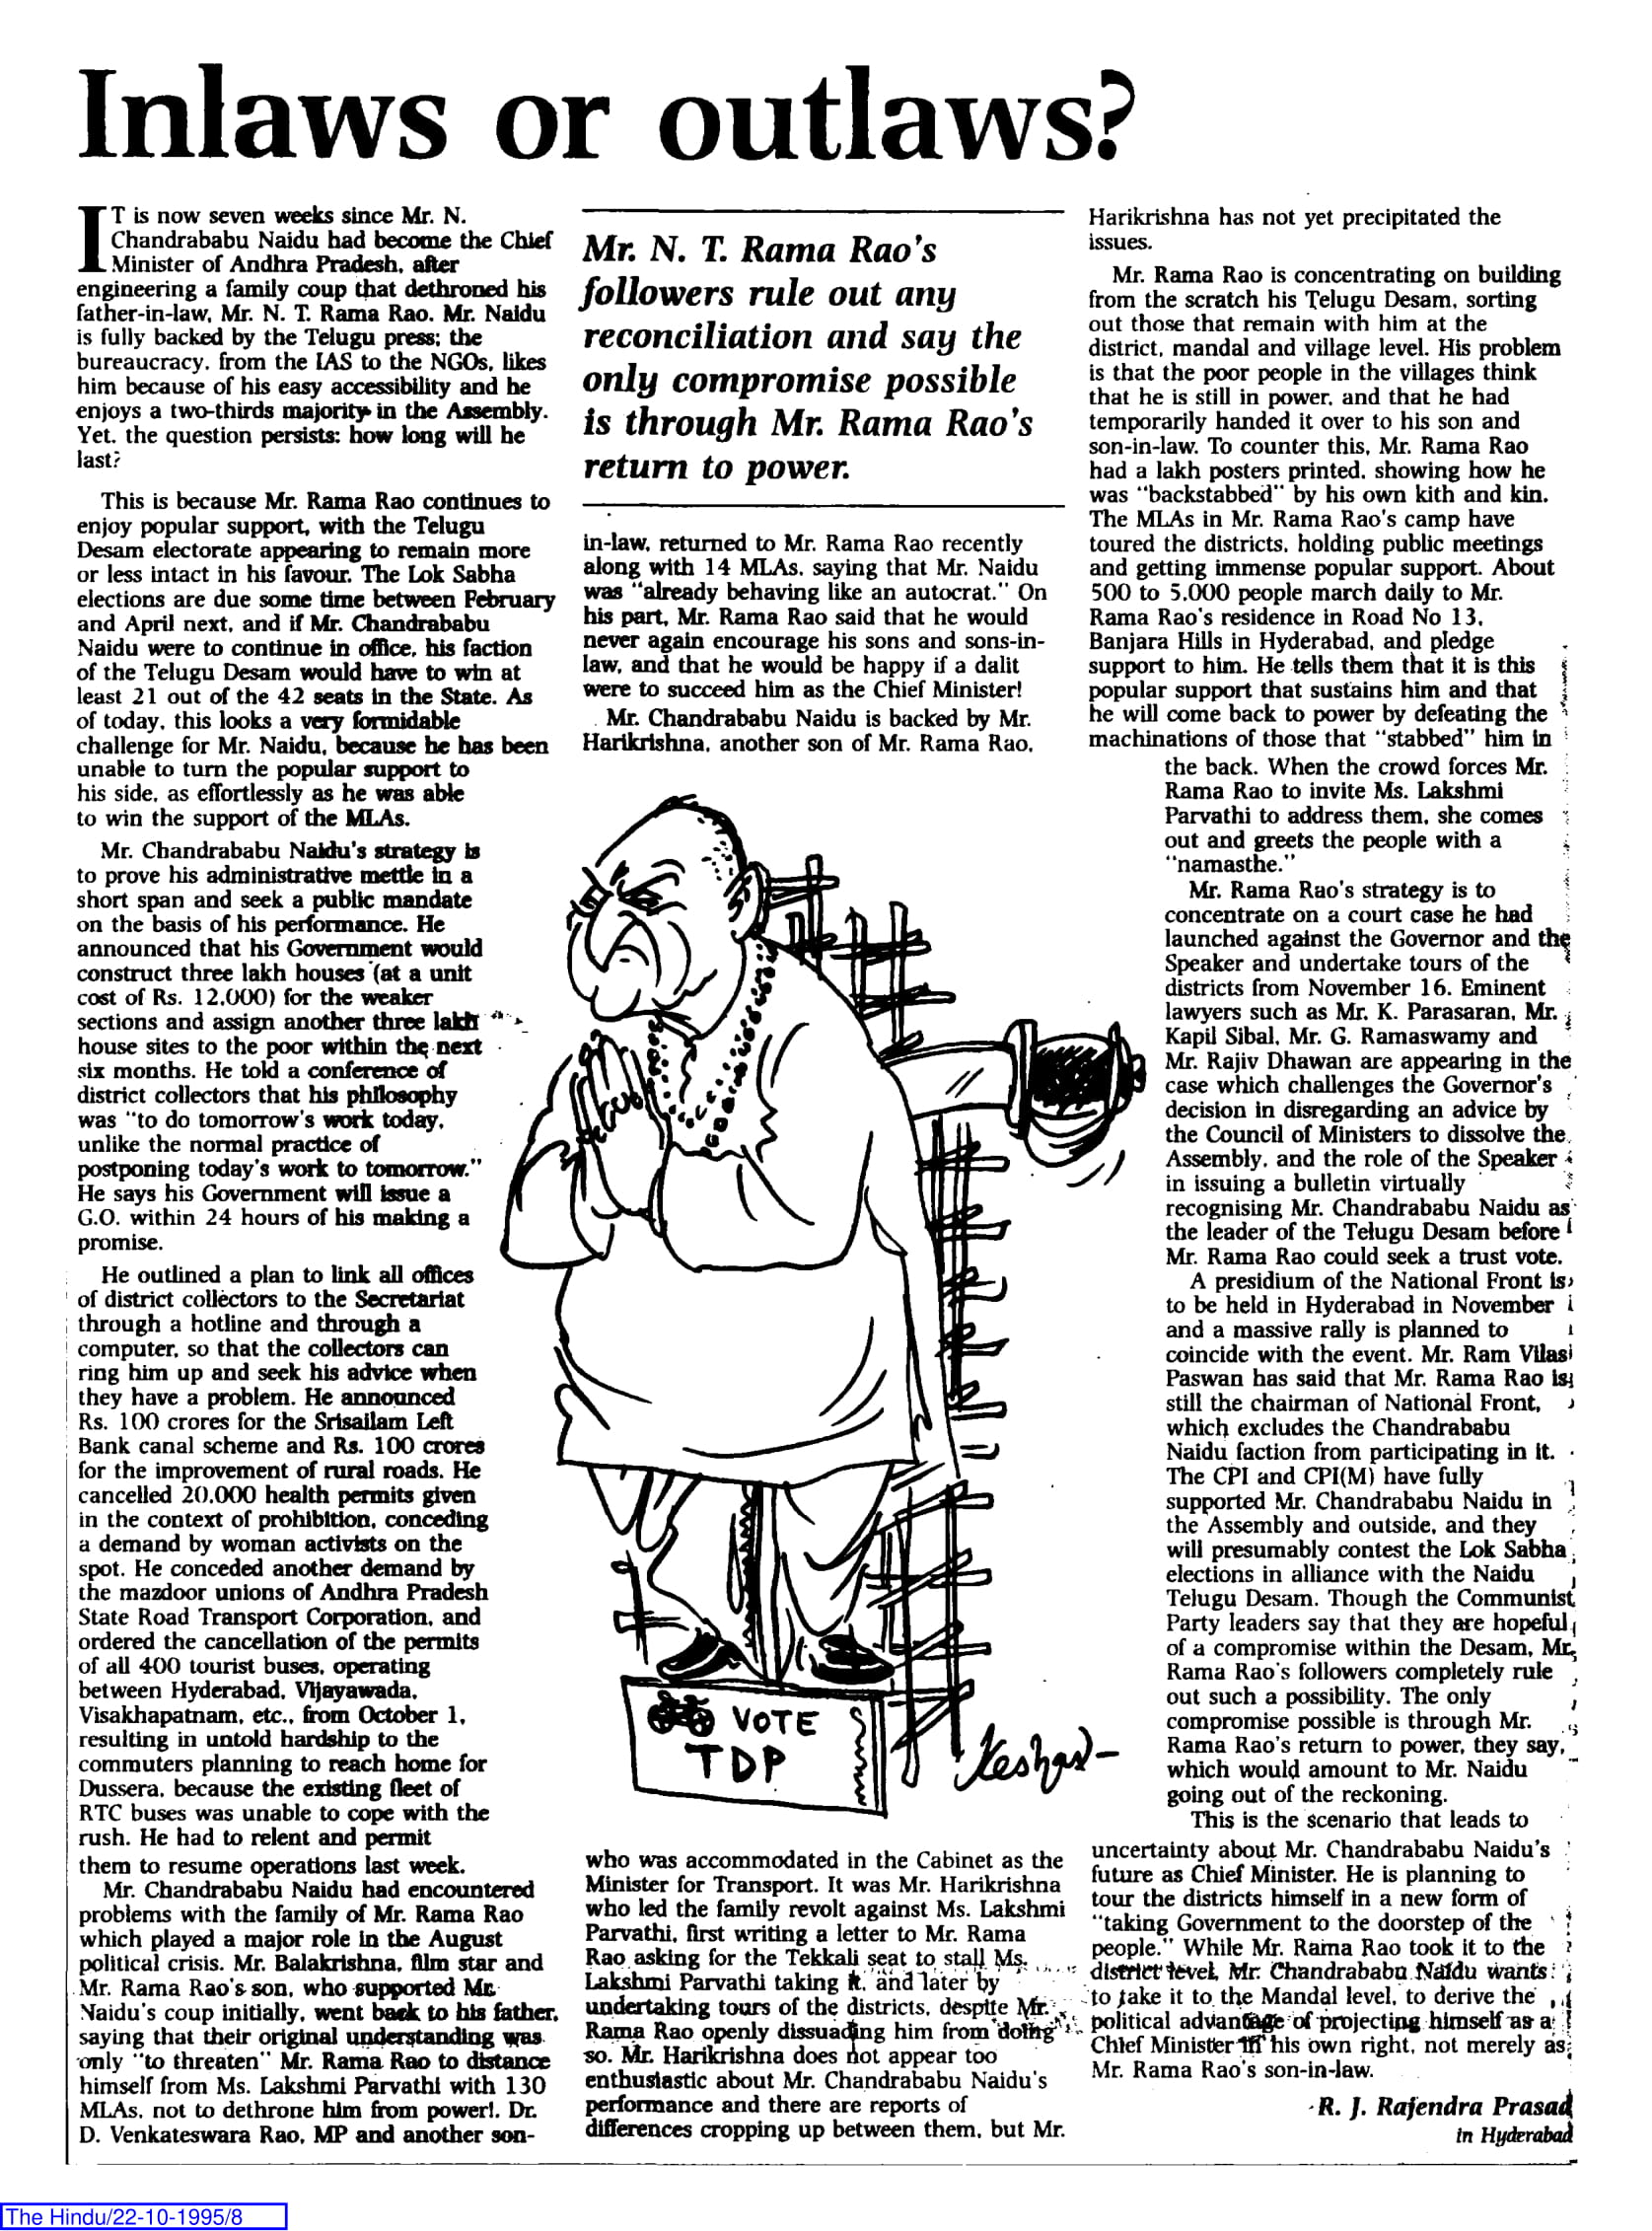 Inlaws or outlaws?
IT is now seven weeks since Mr. N.
Chandrababu Naidu had become the Chief
Minister of Andhra Pradesh, after
engineering a family coup that dethroned his
father-in-law, Mr. N. T. Rama Rao. Mr. Naidu
is fully backed by the Telugu press; the
bureaucracy, from the IAS to the NGOs, likes
him because of his easy accessibility and he
enjoys a two-thirds majority in the Assembly.
Yet, the question persists: how long will he
last?
This is because Mr. Rama Rao continues to
enjoy popular support, with the Telugu
Desam electorate appearing to remain more
or less intact in his favour. The Lok Sabha
elections are due some time between February
and April next, and if Mr. Chandrababu
Naidu were to continue in office, his faction
of the Telugu Desam would have to win at
least 21 out of the 42 seats in the State. As
of today, this looks a very formidable
challenge for Mr. Naidu, because he has been
unable to turn the popular support to
his side, as effortlessly as he was able
to win the support of the MLAs.
Mr. Chandrababu Naidu's strategy is
to prove his administrative mettle in a
short span and seek a public mandate
on the basis of his performance. He
announced that his Government would
construct three lakh houses (at a unit
cost of Rs. 12,000) for the weaker
sections and assign another three lakh
house sites to the poor within the next
six months. He told a conference of
district collectors that his philosophy
was "to do tomorrow's work today,
unlike the normal practice of
postponing today's work to tomorrow."
He says his Government will issue a
G.O. within 24 hours of his making a
promise.
He outlined a plan to link all offices
of district collectors to the Secretariat
through a hotline and through a
computer, so that the collectors can
ring him up and seek his advice when
they have a problem. He announced
Rs. 100 crores for the Srisailam Left
Bank canal scheme and Rs. 100 crores
for the improvement of rural roads. He
cancelled 20,000 health permits given
in the context of prohibition, conceding
a demand by woman activists on the
spot. He conceded another demand by
the mazdoor unions of Andhra Pradesh
State Road Transport Corporation, and
ordered the cancellation of the permits
of all 400 tourist buses, operating
between Hyderabad, Vijayawada,
Visakhapatnam, etc., from October 1,
resulting in untold hardship to the
commuters planning to reach home for
Dussera, because the existing fleet of
RTC buses was unable to cope with the
rush. He had to relent and permit
them to resume operations last week.
Mr. Chandrababu Naidu had encountered
problems with the family of Mr. Rama Rao
which played a major role in the August
political crisis. Mr. Balakrishna, film star and
Mr. Rama Rao's son, who supported Mr.
Naidu's coup initially, went back to his father,
saying that their original understanding was
only "to threaten" Mr. Rama Rao to distance
himself from Ms. Lakshmi Parvathi with 130
MLAs, not to dethrone him from power!. Dr.
D. Venkateswara Rao, MP and another son-
Mr. N. T. Rama Rao's
followers rule out any
reconciliation and say the
only compromise possible
is through Mr. Rama Rao's
return to power.
in-law, returned to Mr. Rama Rao recently
along with 14 MLAs, saying that Mr. Naidu
was "already behaving like an autocrat." On
his part, Mr. Rama Rao said that he would
never again encourage his sons and sons-in-
law, and that he would be happy if a dalit
were to succeed him as the Chief Minister!
Mr. Chandrababu Naidu is backed by Mr.
Harikrishna, another son of Mr. Rama Rao,
VOTE
TDP
Keshav
who was accommodated in the Cabinet as the
Minister for Transport. It was Mr. Harikrishna
who led the family revolt against Ms. Lakshmi
Parvathi, first writing a letter to Mr. Rama
Rao asking for the Tekkali seat to stall Ms.
Lakshmi Parvathi taking it, and later by
undertaking tours of the districts, despite Mr.
Rama Rao openly dissuading him from doing
so. Mr. Harikrishna does not appear too
enthusiastic about Mr. Chandrababu Naidu's
performance and there are reports of
differences cropping up between them, but Mr.
Harikrishna has not yet precipitated the
issues.
Mr. Rama Rao is concentrating on building
from the scratch his Telugu Desam, sorting
out those that remain with him at the
district, mandal and village level. His problem
is that the poor people in the villages think
that he is still in power, and that he had
temporarily handed it over to his son and
son-in-law. To counter this, Mr. Rama Rao
had a lakh posters printed, showing how he
was "backstabbed" by his own kith and kin.
The MLAs in Mr. Rama Rao's camp have
toured the districts, holding public meetings
and getting immense popular support. About
500 to 5,000 people march daily to Mr.
Rama Rao's residence in Road No 13,
Banjara Hills in Hyderabad, and pledge
support to him. He tells them that it is this
popular support that sustains him and that
he will come back to power by defeating the
machinations of those that "stabbed" him in
the back. When the crowd forces Mr.
Rama Rao to invite Ms. Lakshmi
Parvathi to address them, she comes
out and greets the people with a
"namasthe."
Mr. Rama Rao's strategy is to
concentrate on a court case he had
launched against the Governor and the
Speaker and undertake tours of the
districts from November 16. Eminent
lawyers such as Mr. K. Parasaran, Mr.
Kapil Sibal, Mr. G. Ramaswamy and
Mr. Rajiv Dhawan are appearing in the
case which challenges the Governor's
decision in disregarding an advice by
the Council of Ministers to dissolve the
Assembly, and the role of the Speaker
in issuing a bulletin virtually
recognising Mr. Chandrababu Naidu as
the leader of the Telugu Desam before
Mr. Rama Rao could seek a trust vote.
A presidium of the National Front is
to be held in Hyderabad in November
and a massive rally is planned to
coincide with the event. Mr. Ram Vilas
Paswan has said that Mr. Rama Rao is
still the chairman of National Front,
which excludes the Chandrababu
Naidu faction from participating in it.
The CPI and CPI(M) have fully
supported Mr. Chandrababu Naidu in
the Assembly and outside, and they
will presumably contest the Lok Sabha
elections in alliance with the Naidu
Telugu Desam. Though the Communist
Party leaders say that they are hopeful
of a compromise within the Desam, Mr.
Rama Rao's followers completely rule
out such a possibility. The only
compromise possible is through Mr.
Rama Rao's return to power, they say,
which would amount to Mr. Naidu
going out of the reckoning.
This is the scenario that leads to
uncertainty about Mr. Chandrababu Naidu's
future as Chief Minister. He is planning to
tour the districts himself in a new form of
"taking Government to the doorstep of the
people." While Mr. Rama Rao took it to the
district level, Mr. Chandrababu Naidu wants
to take it to the Mandal level, to derive the
political advantage of projecting himself as a
Chief Minister in his own right, not merely as
Mr. Rama Rao's son-in-law.
R. J. Rajendra Prasad
in Hyderabad
The Hindu/22-10-1995/8